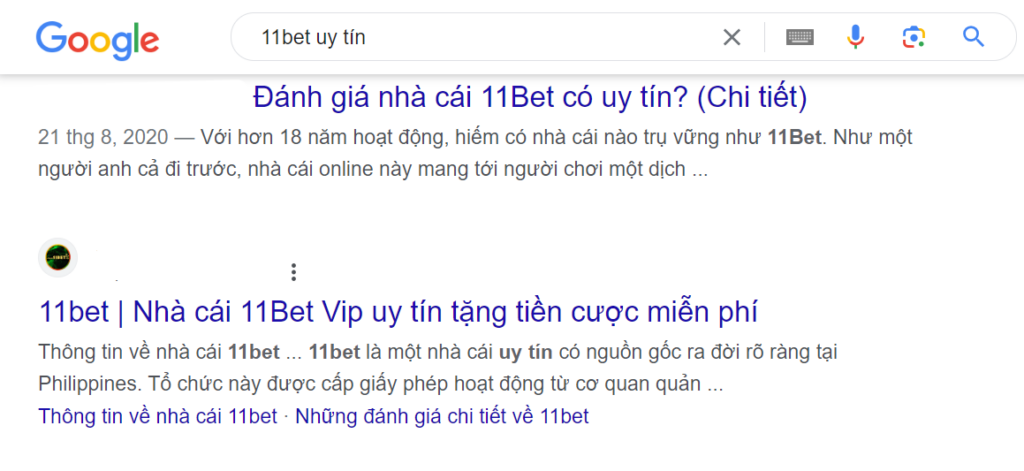 Google
11bet uy tín
Đánh giá nhà cái 11Bet có uy tín? (Chi tiết)
21 thg 8, 2020 — Với hơn 18 năm hoạt động, hiếm có nhà cái nào trụ vững như 11Bet. Như một
người anh cả đi trước, nhà cái online này mang tới người chơi một dịch ...
11bet | Nhà cái 11Bet Vip uy tín tặng tiền cược miễn phí
Thông tin về nhà cái 11bet ... 11bet là một nhà cái uy tín có nguồn gốc ra đời rõ ràng tại
Philippines. Tổ chức này được cấp giấy phép hoạt động từ cơ quan quản ...
Thông tin về nhà cái 11bet · Những đánh giá chi tiết về 11bet